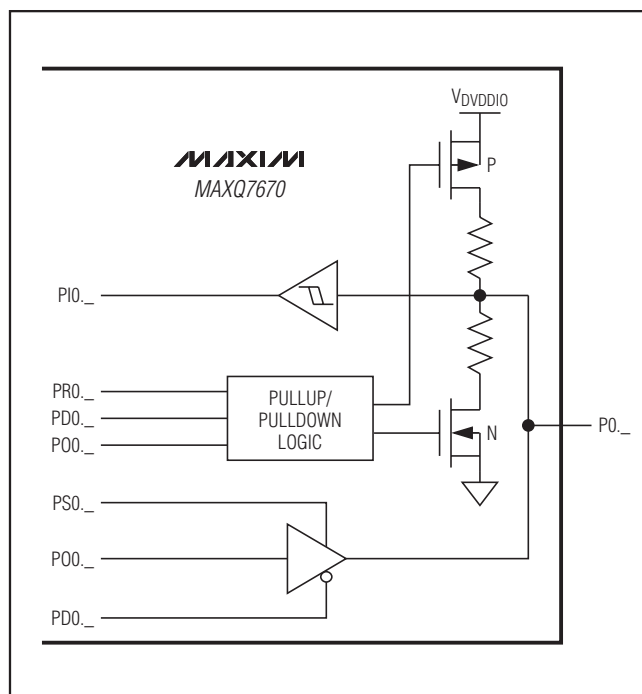 VDVDDIO
MAXIM
MAXQ7670
P
PI0._
PR0._
PD0._
PO0._
PULLUP/
PULLDOWN
LOGIC
N
P0._
PS0._
PO0._
PD0._